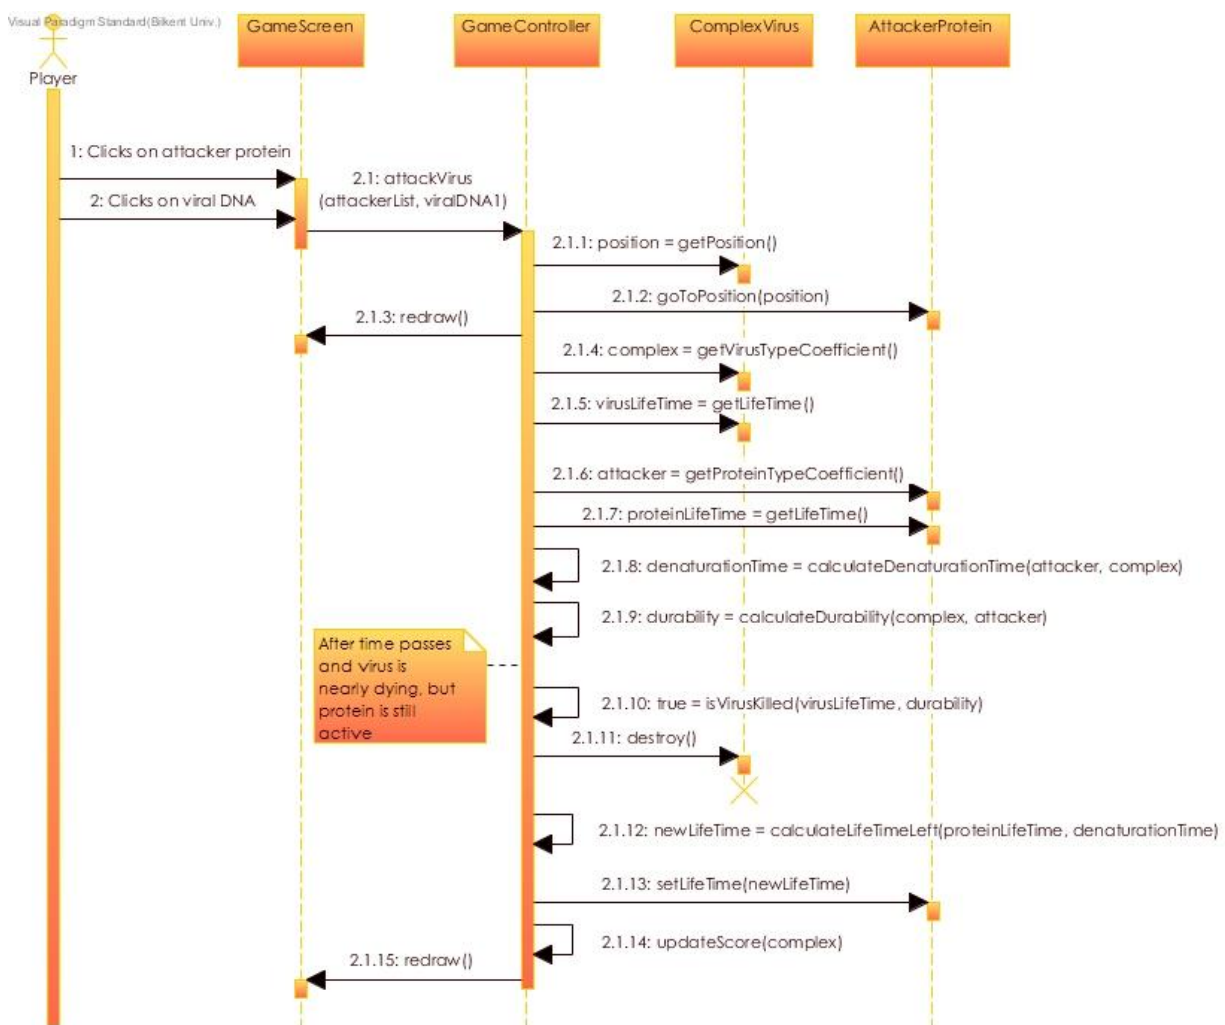 Visual Paradigm Standard(Bilkent Univ.)
GameScreen
GameController
ComplexVirus
AttackerProtein
Player
1: Clicks on attacker protein
2: Clicks on viral DNA
2.1: attackVirus
(attackerList, viralDNA1)
2.1.1: position = getPosition()
2.1.2: goToPosition(position)
2.1.3: redraw()
2.1.4: complex = getVirusTypeCoefficient()
2.1.5: virusLifeTime = getLifeTime()
2.1.6: attacker = getProteinTypeCoefficient()
2.1.7: proteinLifeTime = getLifeTime()
2.1.8: denaturationTime = calculateDenaturationTime(attacker, complex)
2.1.9: durability = calculateDurability(complex, attacker)
After time passes
and virus is
nearly dying, but
protein is still
active
2.1.10: true = isVirusKilled(virusLifeTime, durability)
2.1.11: destroy()
2.1.12: newLifeTime = calculateLifeTimeLeft(proteinLifeTime, denaturationTime)
2.1.13: setLifeTime(newLifeTime)
2.1.14: updateScore(complex)
2.1.15: redraw()